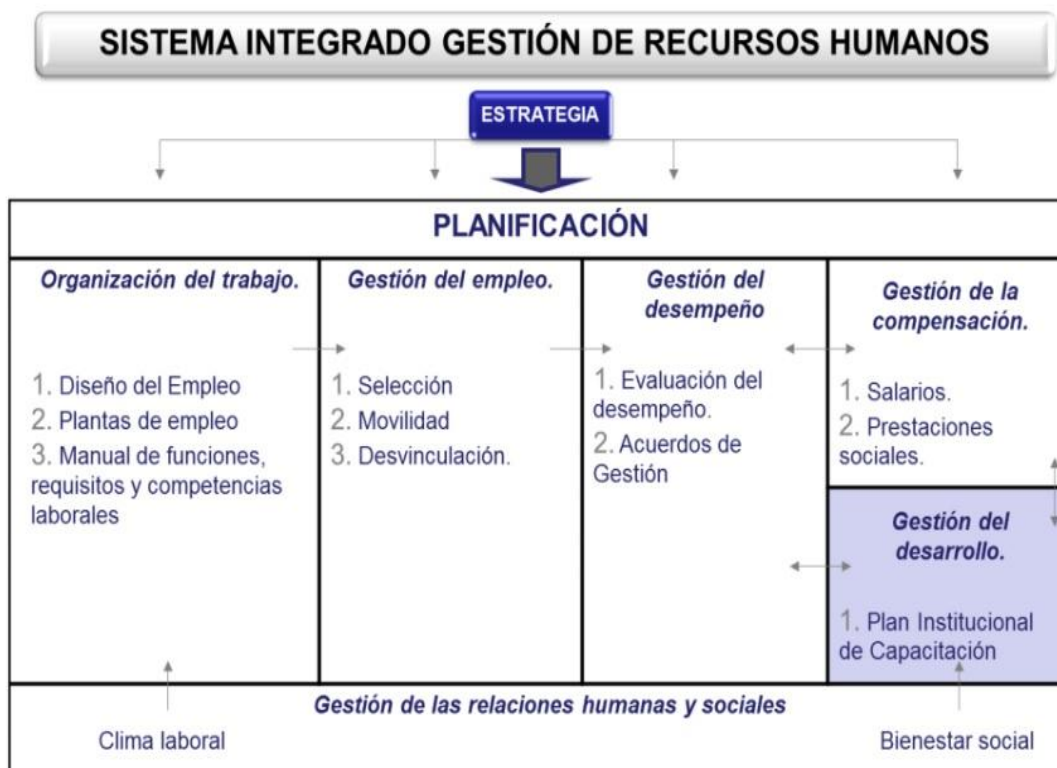 SISTEMA INTEGRADO GESTIÓN DE RECURSOS HUMANOS
ESTRATEGIA
PLANIFICACIÓN
Organización del trabajo.
1. Diseño del Empleo
2. Plantas de empleo
3. Manual de funciones,
requisitos y competencias
laborales
Gestión del empleo.
1. Selección
2. Movilidad
3. Desvinculación.
Gestión del
desempeño
1. Evaluación del
desempeño.
2. Acuerdos de
Gestión
Gestión de la
compensación.
1. Salarios.
2. Prestaciones
sociales.
Gestión del
desarrollo.
1. Plan Institucional
de Capacitación
Gestión de las relaciones humanas y sociales
Clima laboral
Bienestar social